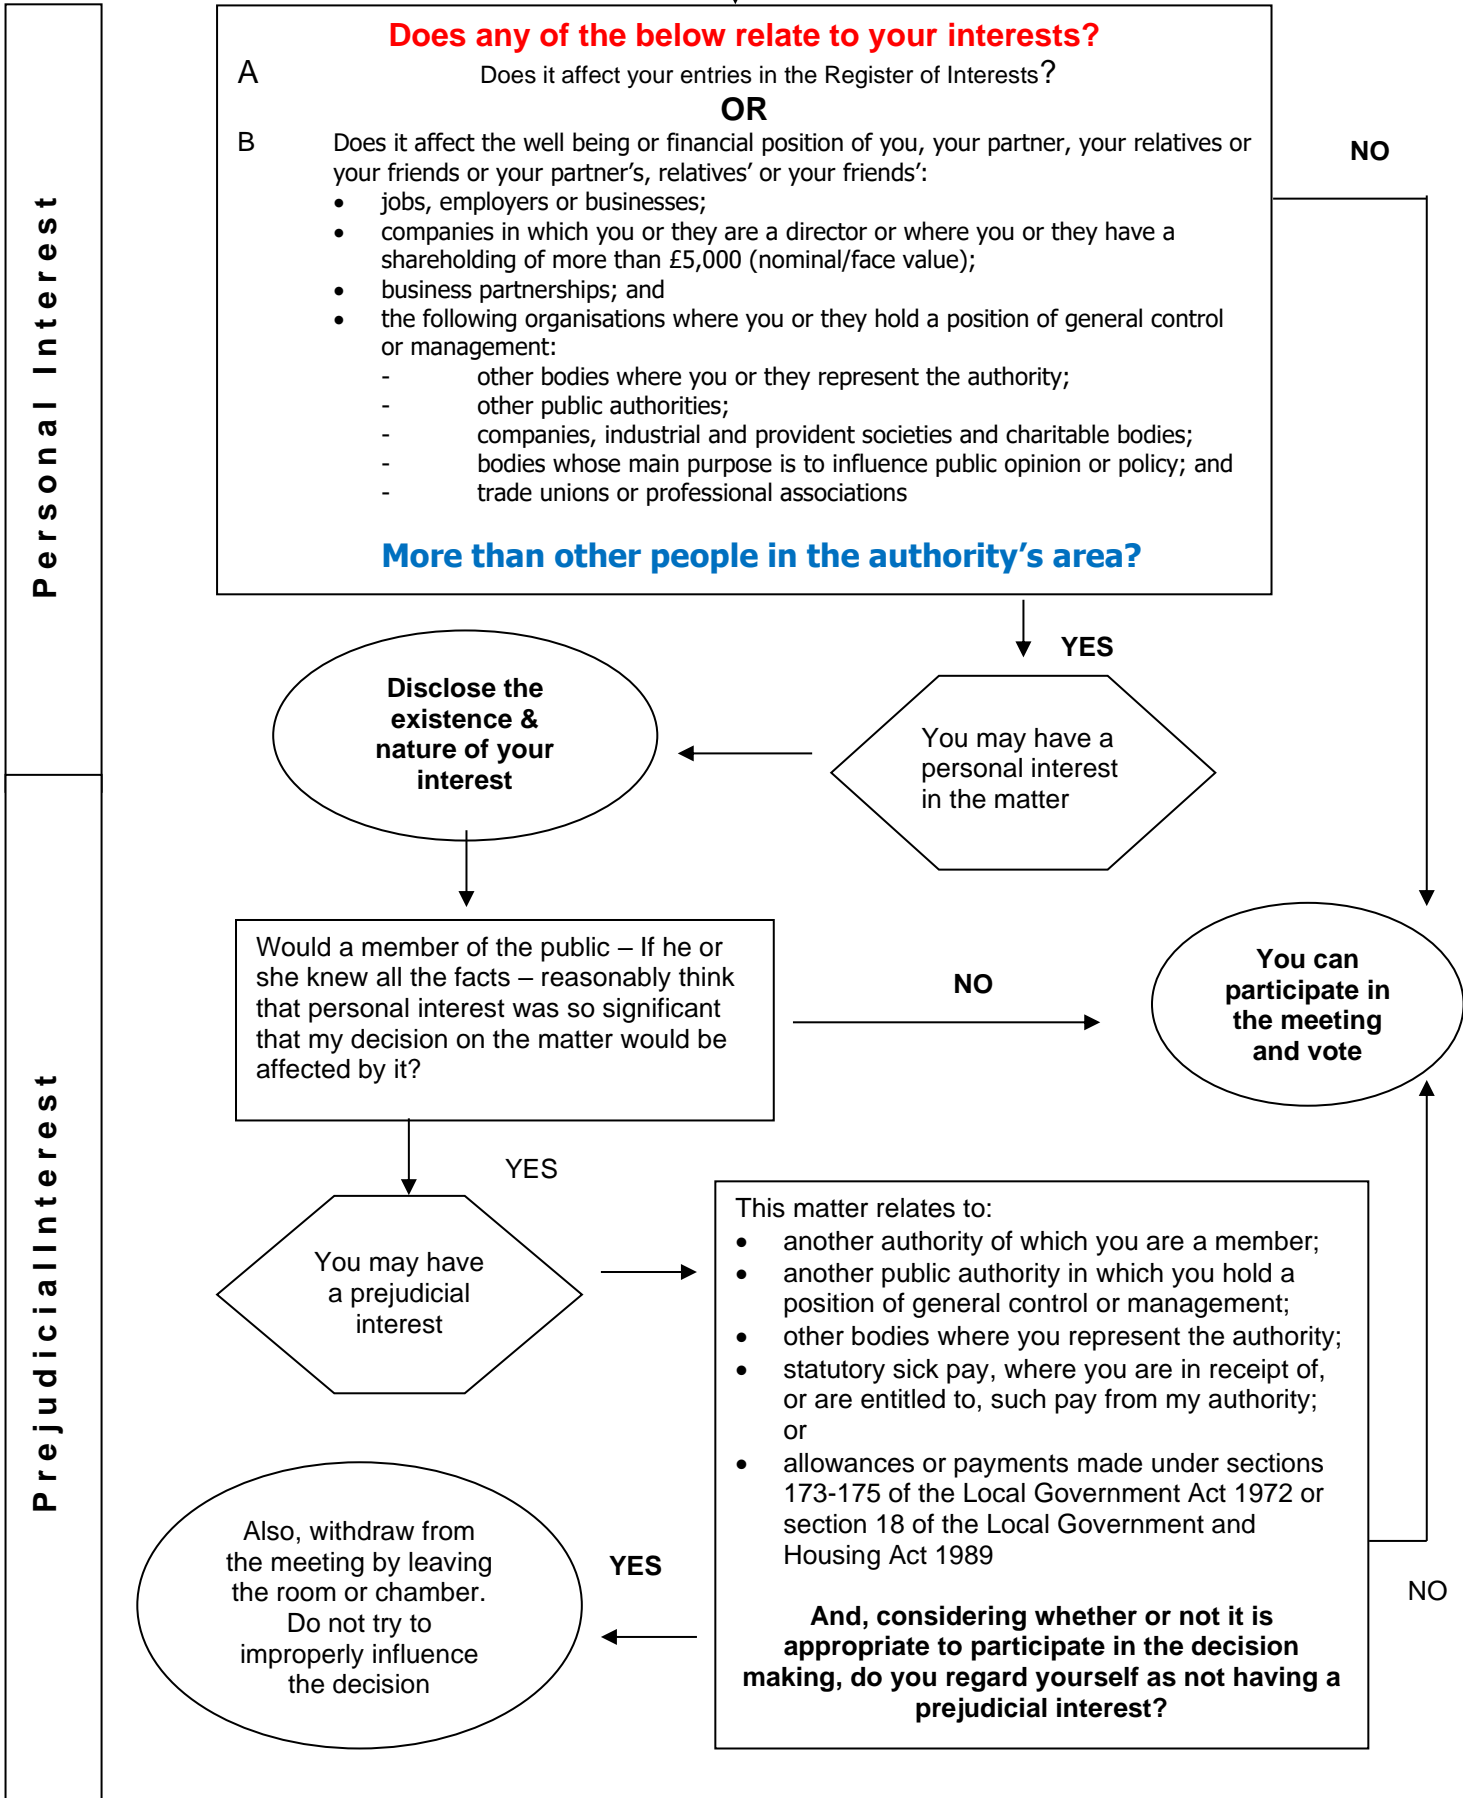 Personal Interest
Does any of the below relate to your interests?
A Does it affect your entries in the Register of Interests?
OR
B Does it affect the well being or financial position of you, your partner, your relatives or
your friends or your partner's, relatives' or your friends':
• jobs, employers or businesses;
• companies in which you or they are a director or where you or they have a
shareholding of more than £5,000 (nominal/face value);
• business partnerships; and
• the following organisations where you or they hold a position of general control
or management:
- other bodies where you or they represent the authority;
- other public authorities;
- companies, industrial and provident societies and charitable bodies;
- bodies whose main purpose is to influence public opinion or policy; and
- trade unions or professional associations
More than other people in the authority's area?
NO
YES
You may have a
personal interest
in the matter
Disclose the
existence &
nature of your
interest
PrejudicialInterest
Would a member of the public – If he or
she knew all the facts – reasonably think
that personal interest was so significant
that my decision on the matter would be
affected by it?
NO
You can
participate in
the meeting
and vote
YES
You may have
a prejudicial
interest
This matter relates to:
• another authority of which you are a member;
• another public authority in which you hold a
position of general control or management;
• other bodies where you represent the authority;
• statutory sick pay, where you are in receipt of,
or are entitled to, such pay from my authority;
or
• allowances or payments made under sections
173-175 of the Local Government Act 1972 or
section 18 of the Local Government and
Housing Act 1989
And, considering whether or not it is
appropriate to participate in the decision
making, do you regard yourself as not having a
prejudicial interest?
NO
YES
Also, withdraw from
the meeting by leaving
the room or chamber.
Do not try to
improperly influence
the decision